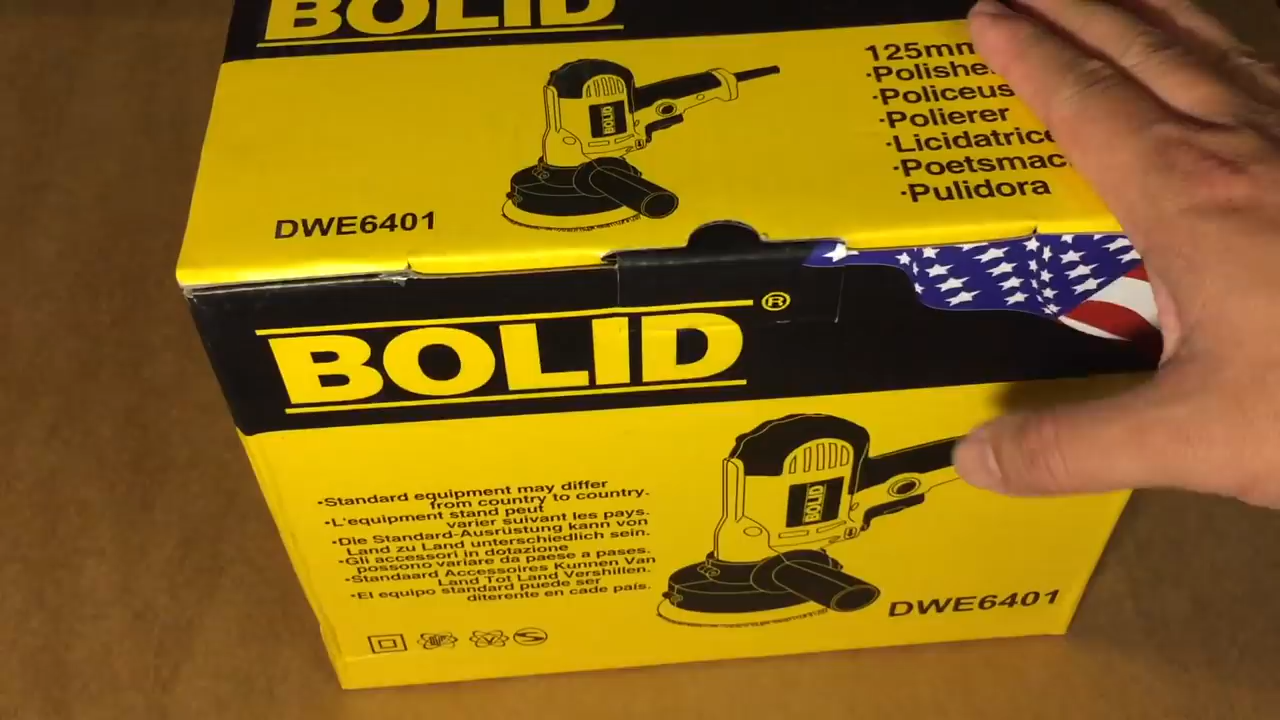 BOLID
125mm
·Polishe
·Policeus
·Polierer
·Licidatrice
·Poetsmac
·Pulidora
BOLID
DWE6401
BOLID®
·Standard equipment may differ
from country to country.
·L'equipment stand peut
varier suivant les pays.
·Die Standard-Ausrüstung kann von
Land zu Land unterschiedlich sein.
·Gli accessori in dotazione
possono variare da paese a pases.
·Standaard Accessoires Kunnen Van
Land Tot Land Vershillen.
·El equipo standard puede ser
diterente en cade país.
BOLID
DWE6401